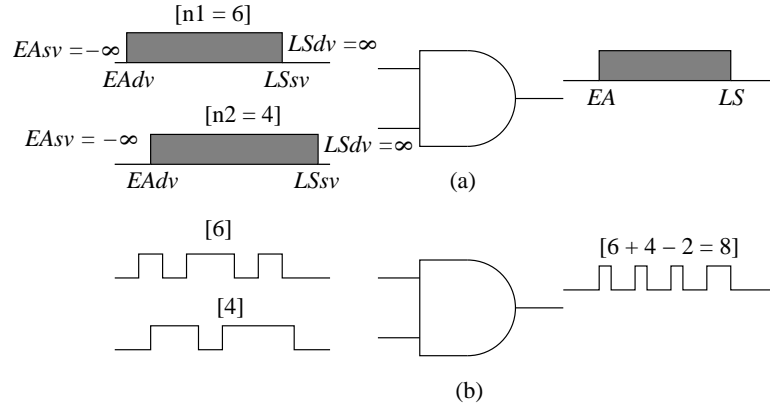 [n1 = 6]
EAsv = −∞
LSdv = ∞
EAdv
LSsv
EA
LS
[n2 = 4]
EAsv = −∞
LSdv = ∞
EAdv
LSsv
(a)
[6]
[6 + 4 − 2 = 8]
[4]
(b)